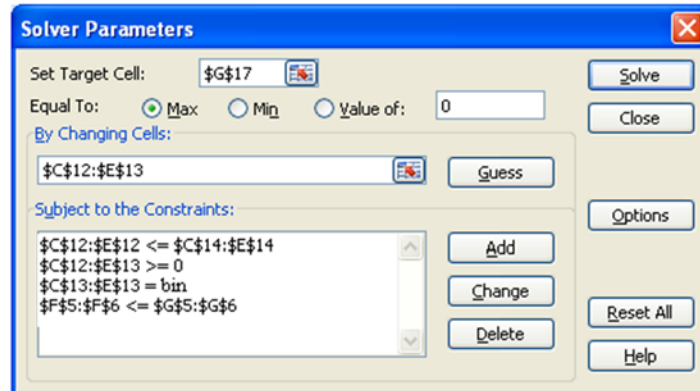 Solver Parameters
Set Target Cell: $G$17 Solve
Equal To: Max Min Value of: 0 Close
By Changing Cells:
$C$12:$E$13 Guess
Subject to the Constraints: Options
$C$12:$E$12 <= $C$14:$E$14 Add
$C$12:$E$13 >= 0
$C$13:$E$13 = bin Change
$F$5:$F$6 <= $G$5:$G$6 Reset All
Delete
Help